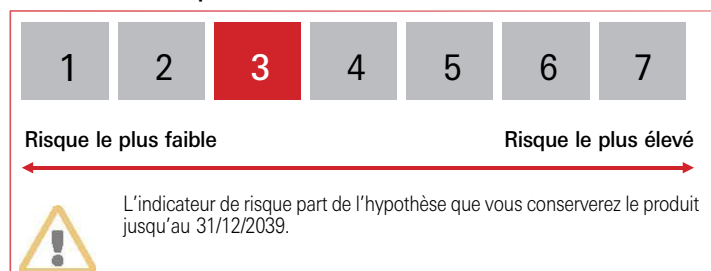 1 2 3 4 5 6 7
Risque le plus faible Risque le plus élevé
L'indicateur de risque part de l'hypothèse que vous conserverez le produit
jusqu'au 31/12/2039.